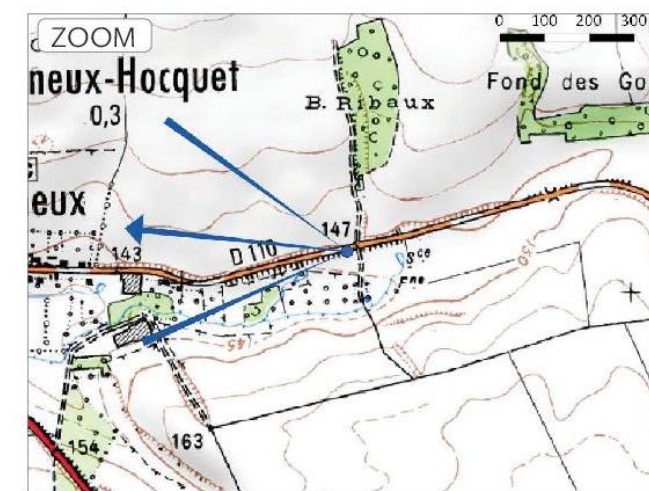 ZOOM
0 100 200 300
neux-Hocquet
0,3
Fond des Go
B. Ribaux
eux
147
143
D 110
Sce
Fne
150
145
154
163